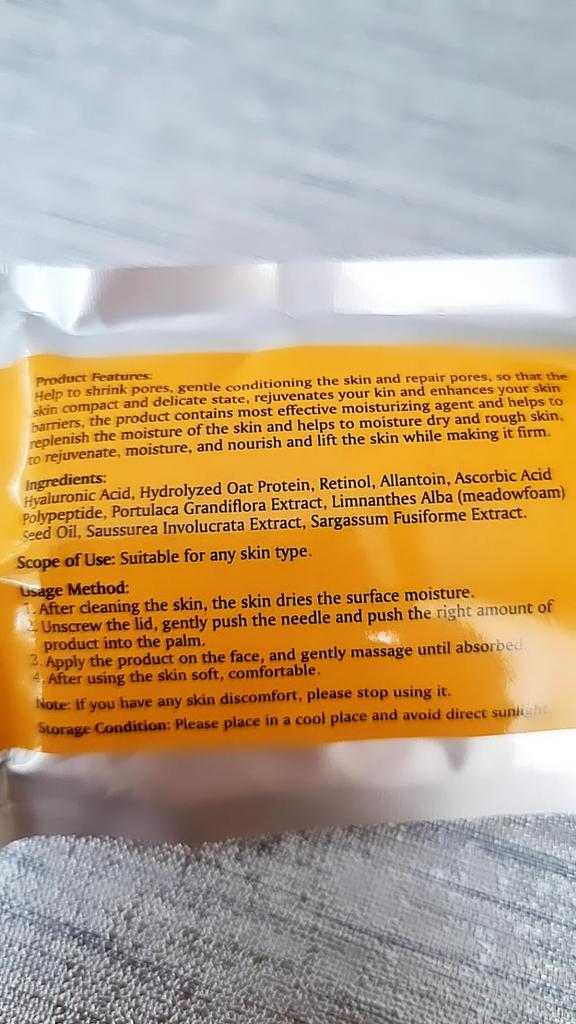 Product Features:
Help to shrink pores, gentle conditioning the skin and repair pores, so that the
skin compact and delicate state, rejuvenates your kin and enhances your skin
barriers, the product contains most effective moisturizing agent and helps to
replenish the moisture of the skin and helps to moisture dry and rough skin,
to rejuvenate, moisture, and nourish and lift the skin while making it firm.
Ingredients:
Hyaluronic Acid, Hydrolyzed Oat Protein, Retinol, Allantoin, Ascorbic Acid
Polypeptide, Portulaca Grandiflora Extract, Limnanthes Alba (meadowfoam)
Seed Oil, Saussurea Involucrata Extract, Sargassum Fusiforme Extract.
Scope of Use: Suitable for any skin type.
Usage Method:
1. After cleaning the skin, the skin dries the surface moisture.
2. Unscrew the lid, gently push the needle and push the right amount of
product into the palm.
3. Apply the product on the face, and gently massage until absorbed.
4. After using the skin soft, comfortable.
Note: If you have any skin discomfort, please stop using it.
Storage Condition: Please place in a cool place and avoid direct sunlight.